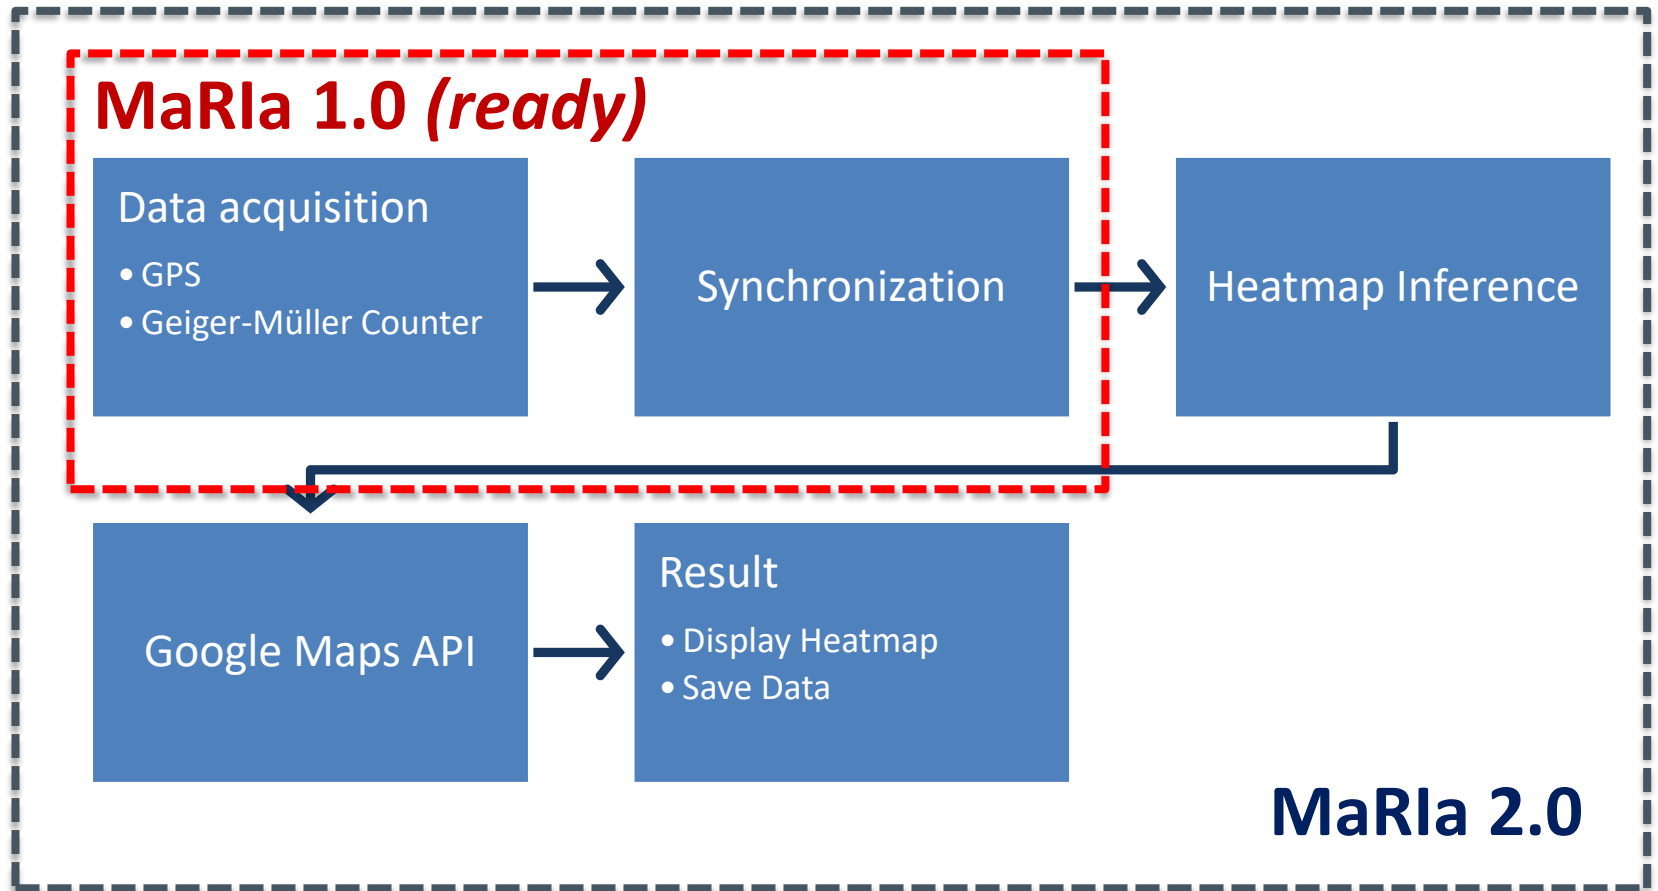 MaRIa 1.0 (ready)
Data acquisition
• GPS
• Geiger-Müller Counter
Synchronization
Heatmap Inference
Google Maps API
Result
• Display Heatmap
• Save Data
MaRIa 2.0